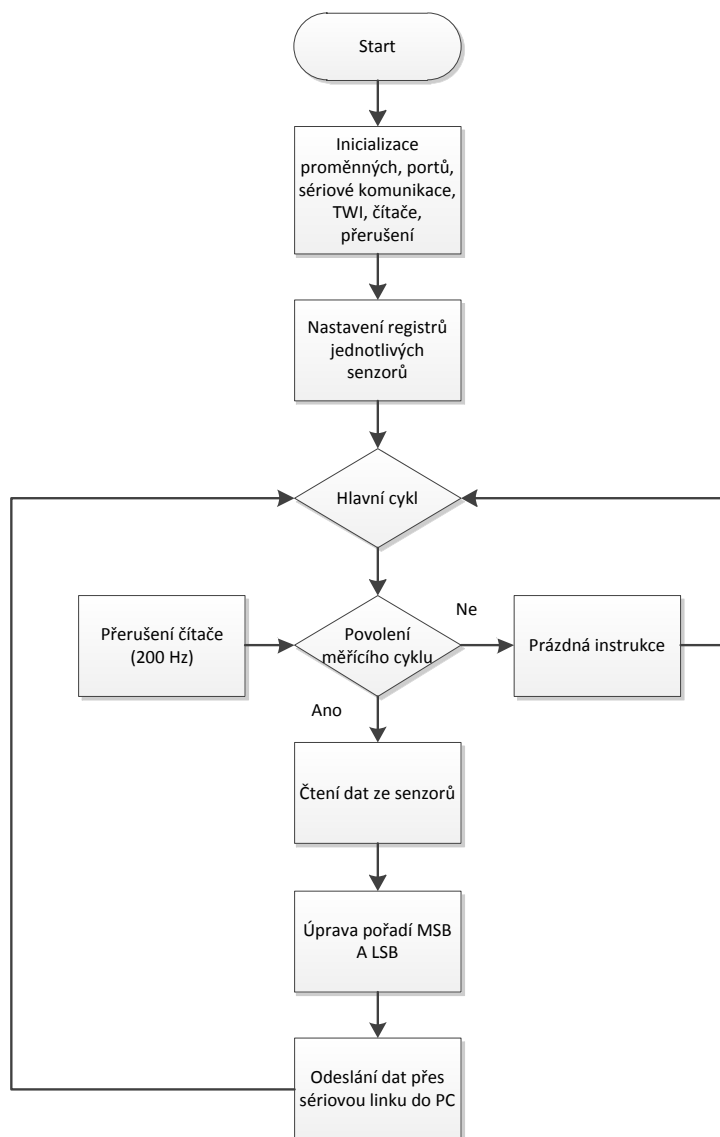 Start
Inicializace
proměnných, portů,
sériové komunikace,
TWI, čítače,
přerušení
Nastavení registrů
jednotlivých
senzorů
Hlavní cykl
Přerušení čítače
(200 Hz)
Povolení
měřícího cyklu
Ne
Prázdná instrukce
Ano
Čtení dat ze senzorů
Úprava pořadí MSB
A LSB
Odeslání dat přes
sériovou linku do PC